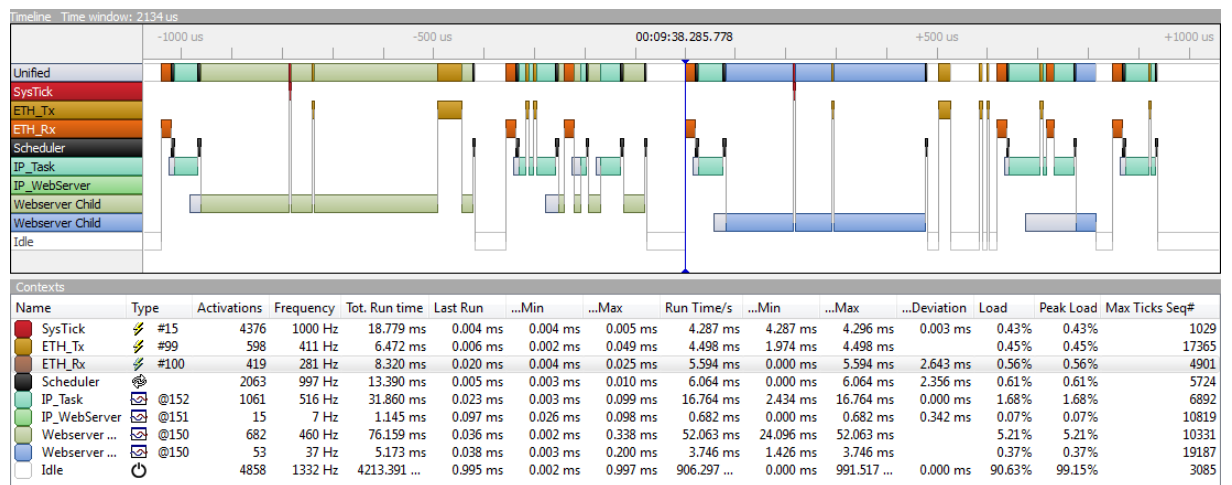 Timeline Time window: 2134 us
-1000 us -500 us 00:09:38.285.778 +500 us +1000 us
Unified
SysTick
ETH_Tx
ETH_Rx
Scheduler
IP_Task
IP_WebServer
Webserver Child
Webserver Child
Idle
Contexts
Name Type Activations Frequency Tot. Run time Last Run ...Min ...Max Run Time/s ...Min ...Max ...Deviation Load Peak Load Max Ticks Seq#
SysTick #15 4376 1000 Hz 18.779 ms 0.004 ms 0.004 ms 0.005 ms 4.287 ms 4.287 ms 4.296 ms 0.003 ms 0.43% 0.43% 1029
ETH_Tx #99 598 411 Hz 6.472 ms 0.006 ms 0.002 ms 0.049 ms 4.498 ms 1.974 ms 4.498 ms 0.45% 0.45% 17365
ETH_Rx #100 419 281 Hz 8.320 ms 0.020 ms 0.004 ms 0.025 ms 5.594 ms 0.000 ms 5.594 ms 2.643 ms 0.56% 0.56% 4901
Scheduler 2063 997 Hz 13.390 ms 0.005 ms 0.003 ms 0.010 ms 6.064 ms 0.000 ms 6.064 ms 2.356 ms 0.61% 0.61% 5724
IP_Task @152 1061 516 Hz 31.860 ms 0.023 ms 0.003 ms 0.099 ms 16.764 ms 2.434 ms 16.764 ms 0.000 ms 1.68% 1.68% 6892
IP_WebServer @151 15 7 Hz 1.145 ms 0.097 ms 0.026 ms 0.098 ms 0.682 ms 0.000 ms 0.682 ms 0.342 ms 0.07% 0.07% 10819
Webserver ... @150 682 460 Hz 76.159 ms 0.036 ms 0.002 ms 0.338 ms 52.063 ms 24.096 ms 52.063 ms 5.21% 5.21% 10331
Webserver ... @150 53 37 Hz 5.173 ms 0.038 ms 0.003 ms 0.200 ms 3.746 ms 1.426 ms 3.746 ms 0.37% 0.37% 19187
Idle 4858 1332 Hz 4213.391 ... 0.995 ms 0.002 ms 0.997 ms 906.297 ... 0.000 ms 991.517 ... 0.000 ms 90.63% 99.15% 3085